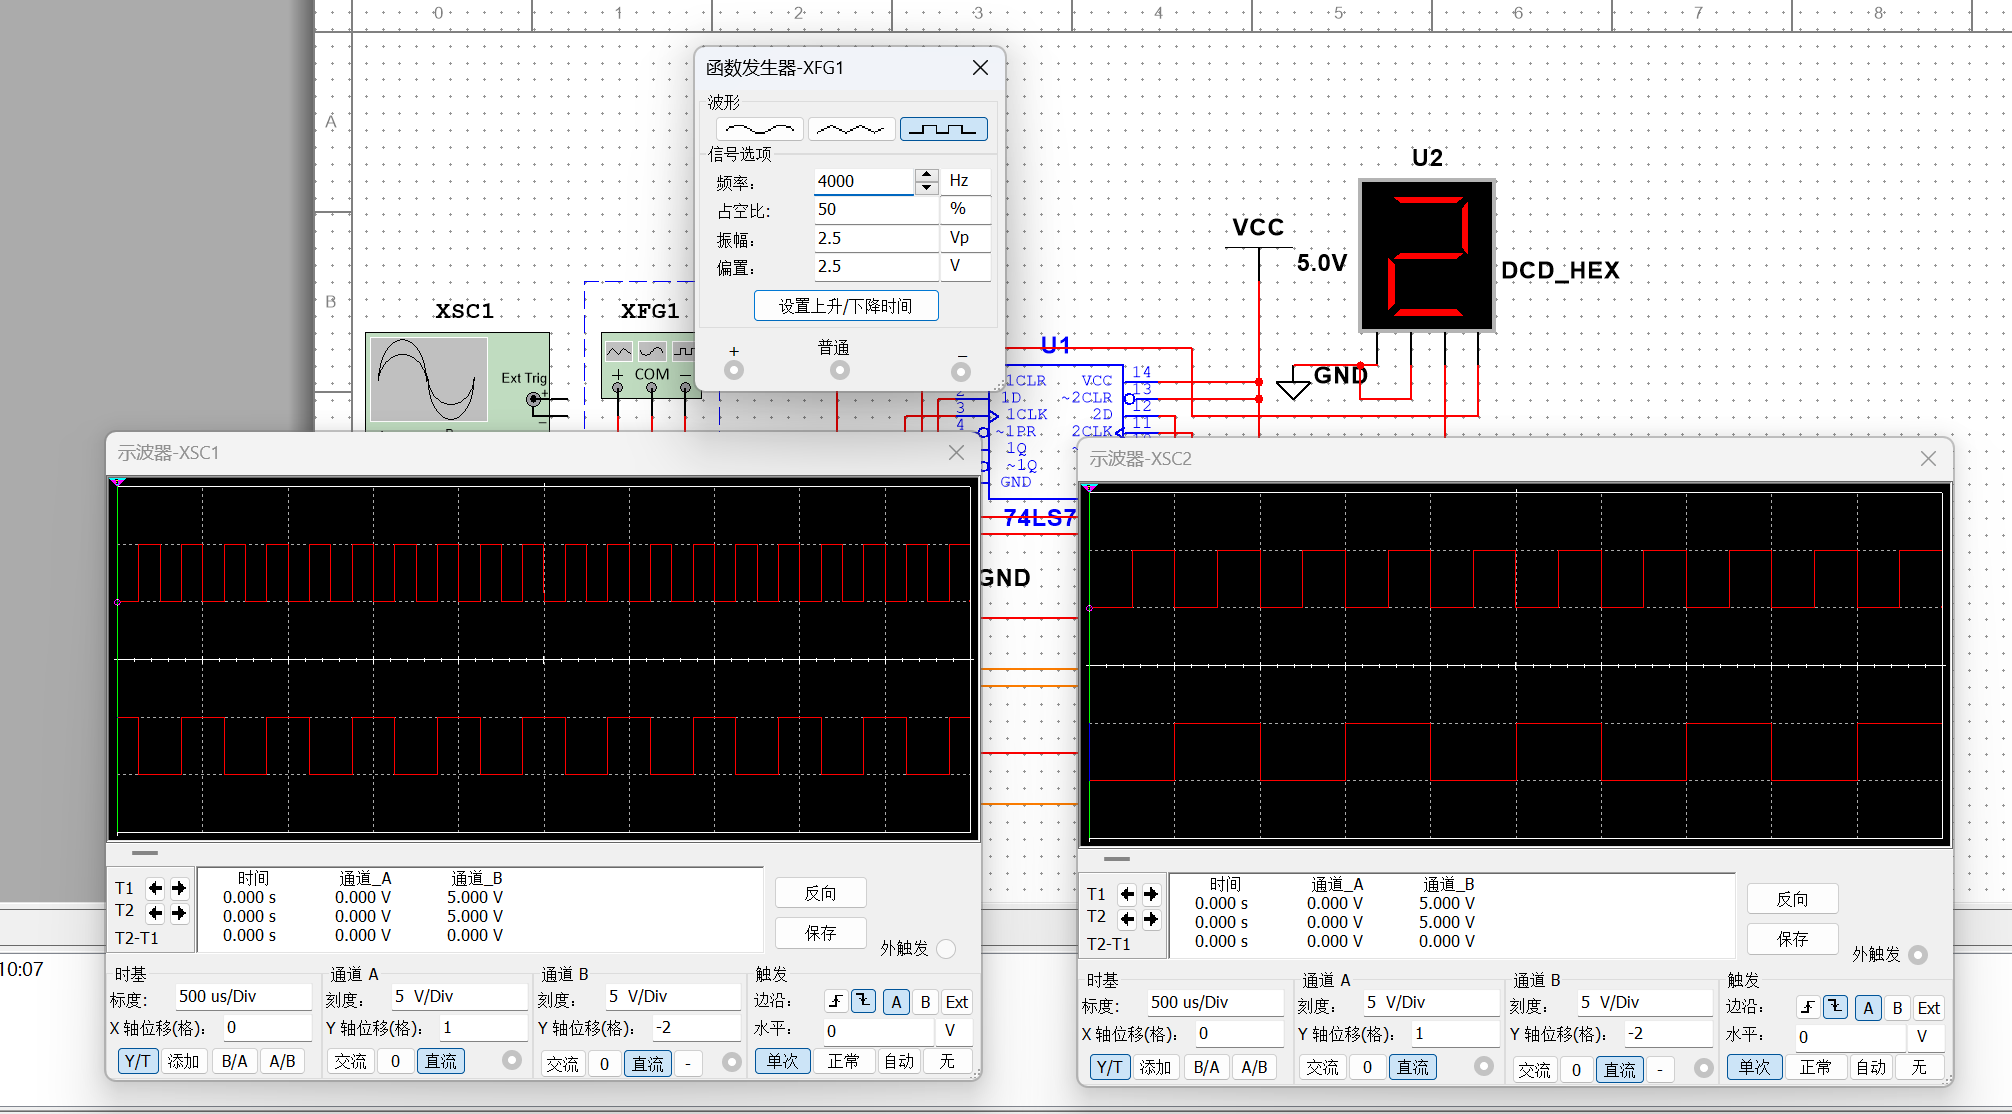 0 1 2 3 4 5 6 7 8
A
B
函数发生器-XFG1
波形
信号选项
频率: 4000 Hz
占空比: 50 %
振幅: 2.5 Vp
偏置: 2.5 V
设置上升/下降时间
+ 普通 −
XSC1
Ext Trig
+
−
XFG1
+ COM −
U2
DCD_HEX
VCC
5.0V
GND
U1
1CLR VCC 14
1D ~2CLR 13
3 1CLK 2D 12
4 ~1PR 2CLK 11
1Q
~1Q
GND
74LS7
GND
示波器-XSC1
时间 通道_A 通道_B
T1 0.000 s 0.000 V 5.000 V
T2 0.000 s 0.000 V 5.000 V
T2-T1 0.000 s 0.000 V 0.000 V
反向
保存
外触发
时基
标度: 500 us/Div
X 轴位移(格): 0
Y/T 添加 B/A A/B
通道 A
刻度: 5 V/Div
Y 轴位移(格): 1
交流 0 直流
通道 B
刻度: 5 V/Div
Y 轴位移(格): -2
交流 0 直流 -
触发
边沿: A B Ext
水平: 0 V
单次 正常 自动 无
示波器-XSC2
时间 通道_A 通道_B
T1 0.000 s 0.000 V 5.000 V
T2 0.000 s 0.000 V 5.000 V
T2-T1 0.000 s 0.000 V 0.000 V
反向
保存
外触发
时基
标度: 500 us/Div
X 轴位移(格): 0
Y/T 添加 B/A A/B
通道 A
刻度: 5 V/Div
Y 轴位移(格): 1
交流 0 直流
通道 B
刻度: 5 V/Div
Y 轴位移(格): -2
交流 0 直流 -
触发
边沿: A B Ext
水平: 0 V
单次 正常 自动 无
10:07